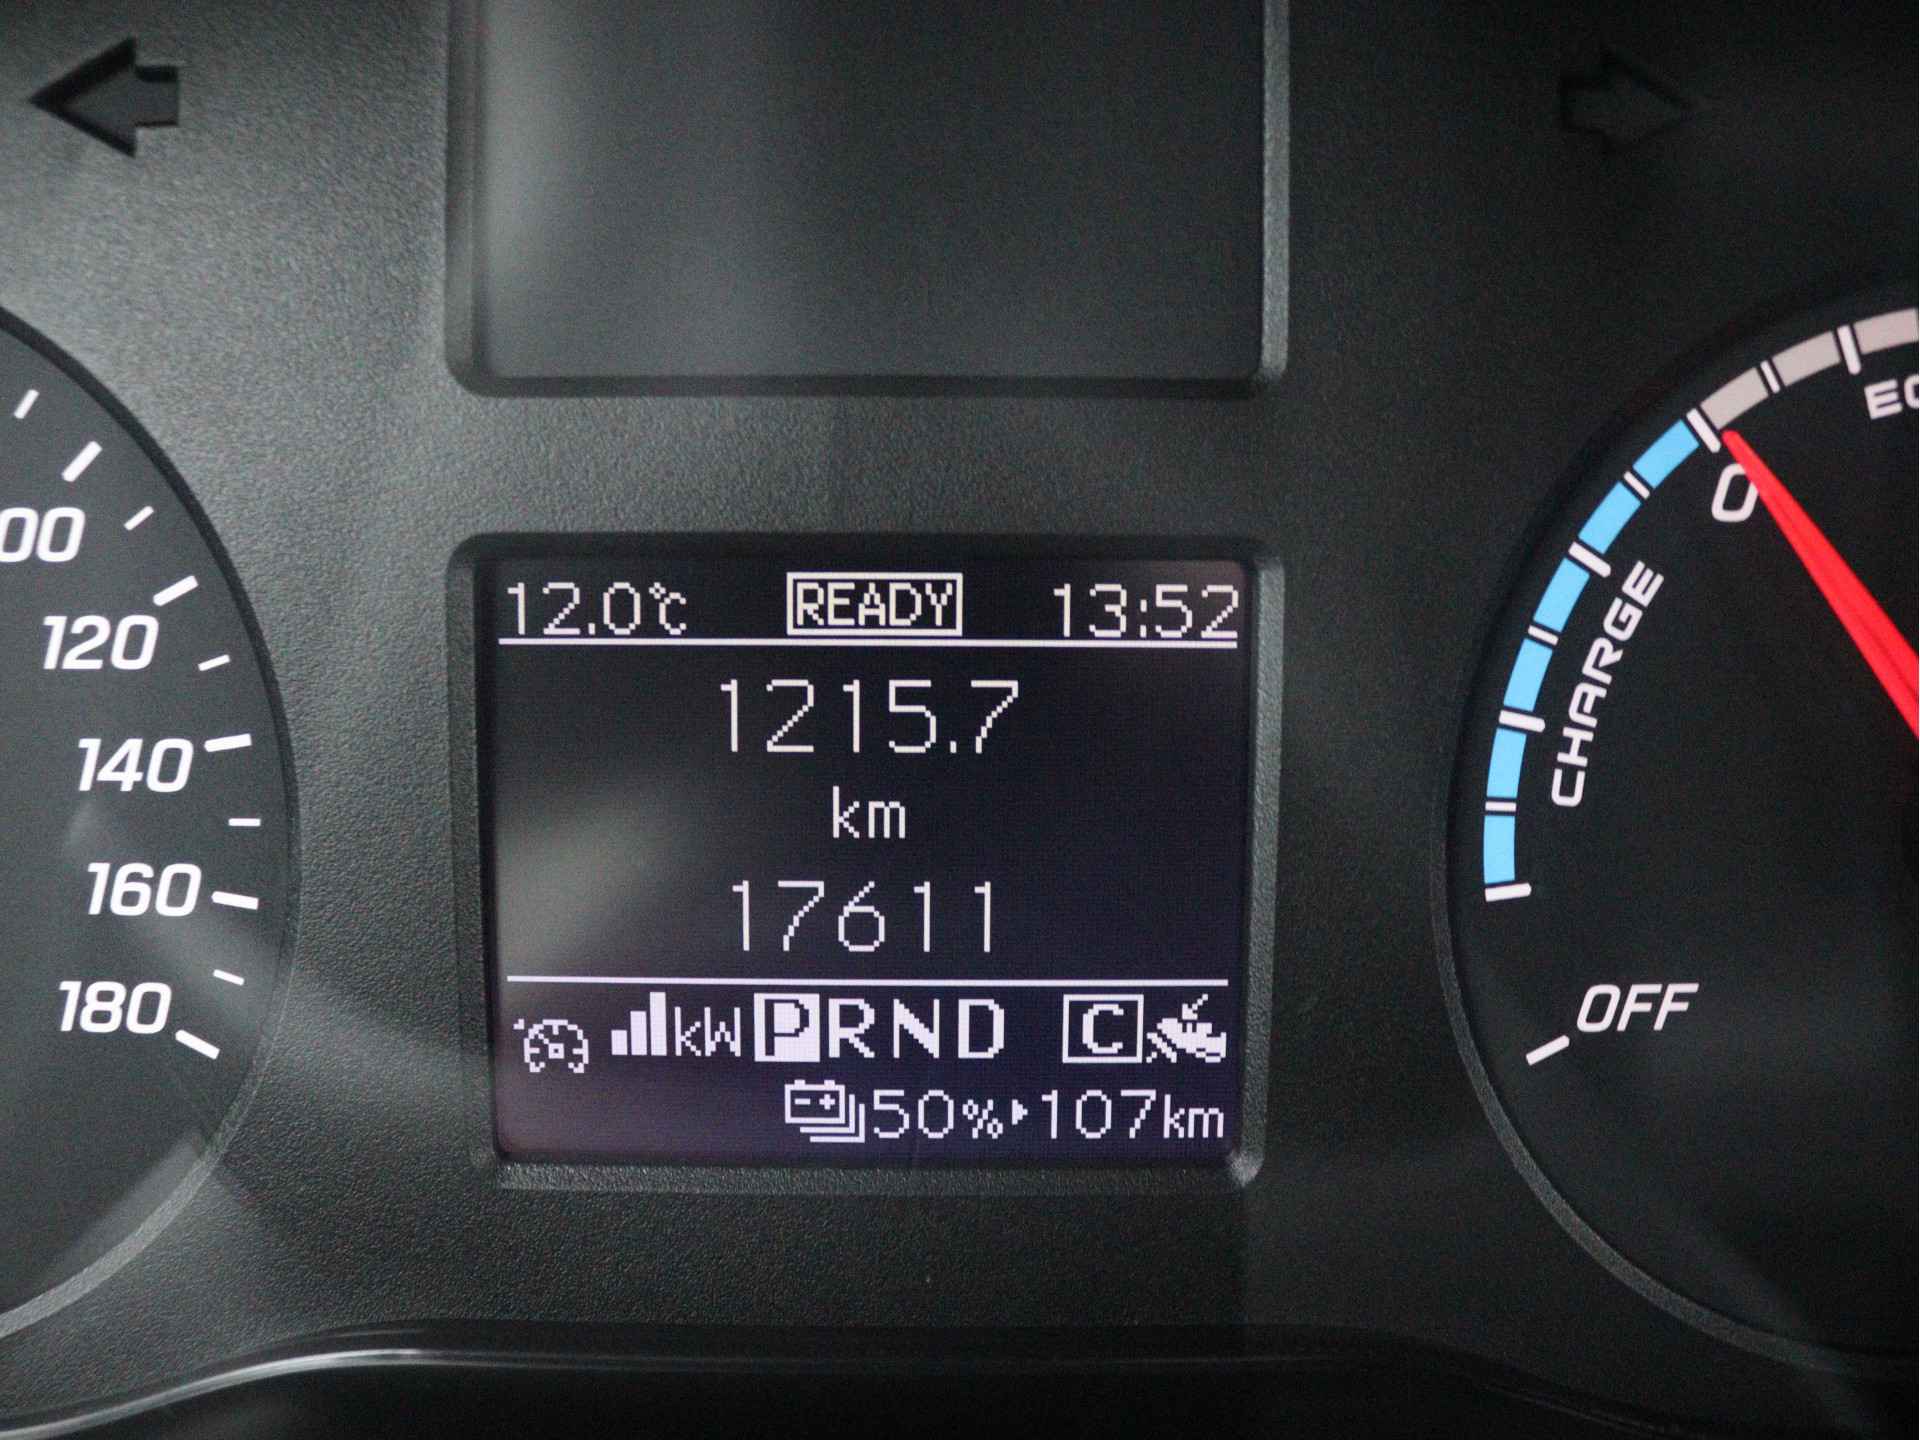 12.0°C READY 13:52
1215.7
km
17611
kW P R N D C
50% 107km
120
140
160
180
0
CHARGE
OFF